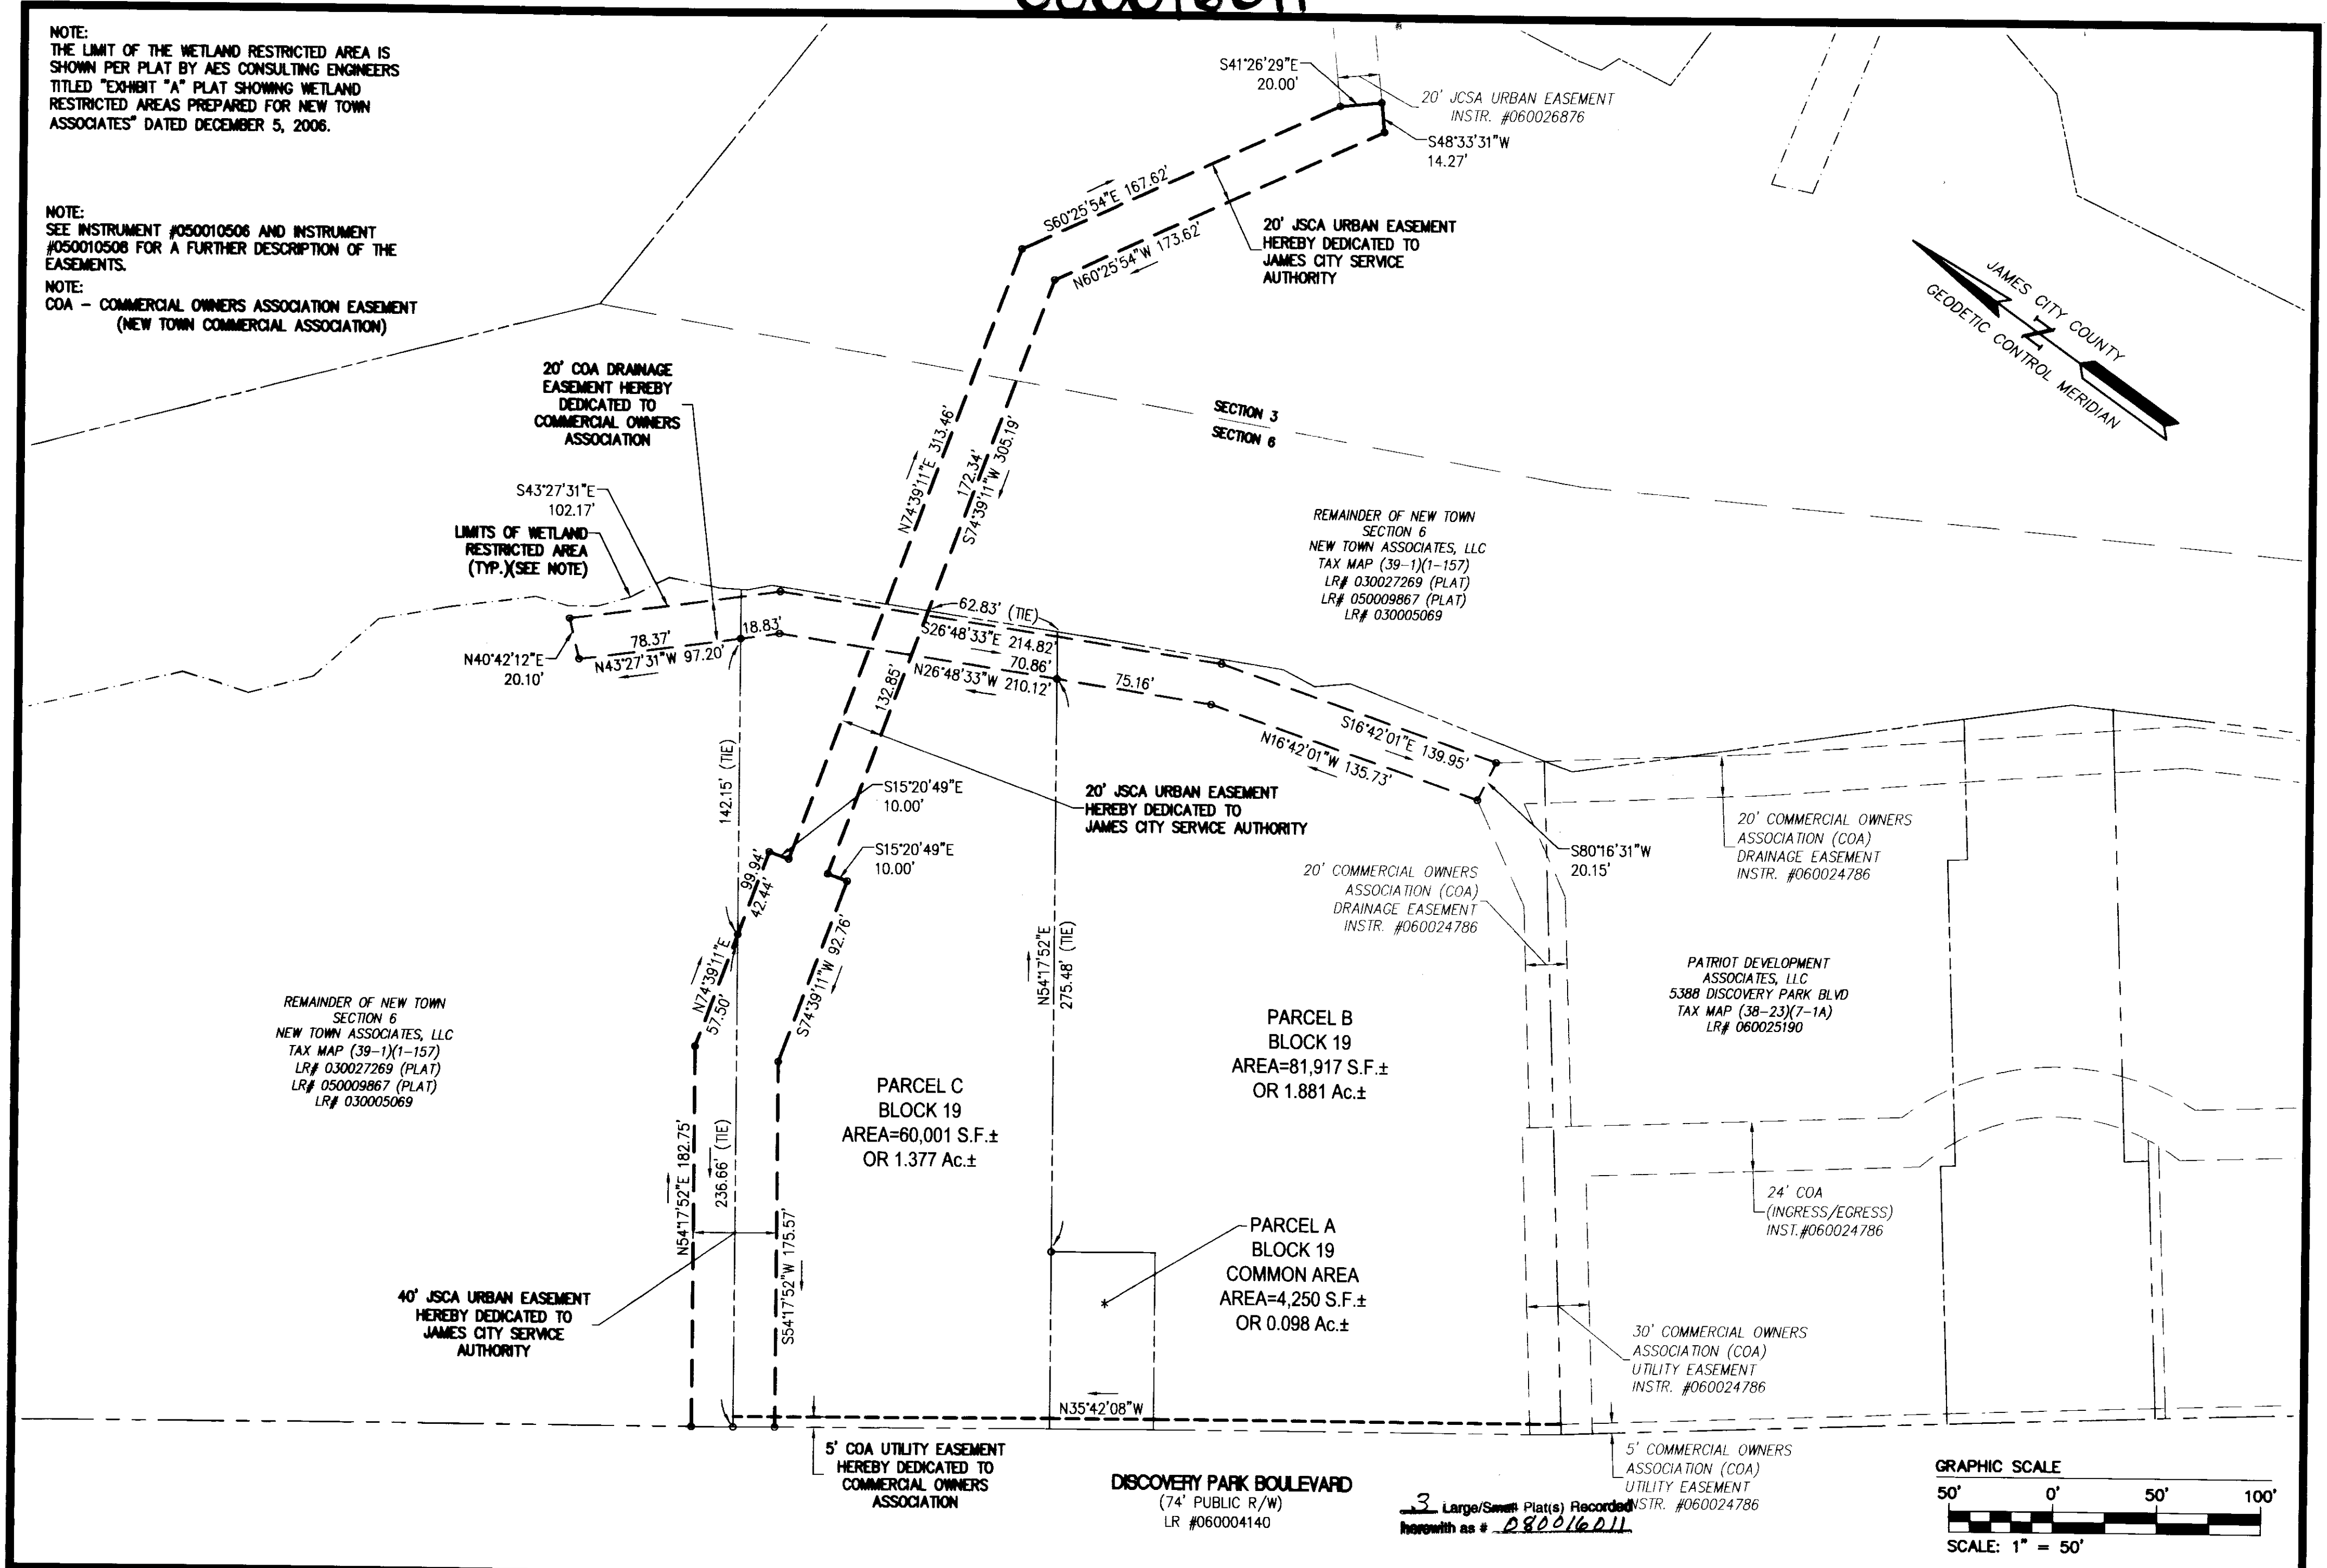 NOTE:
THE LIMIT OF THE WETLAND RESTRICTED AREA IS
SHOWN PER PLAT BY AES CONSULTING ENGINEERS
TITLED "EXHIBIT "A" PLAT SHOWING WETLAND
RESTRICTED AREAS PREPARED FOR NEW TOWN
ASSOCIATES" DATED DECEMBER 5, 2006.
NOTE:
SEE INSTRUMENT #050010506 AND INSTRUMENT
#050010508 FOR A FURTHER DESCRIPTION OF THE
EASEMENTS.
NOTE:
COA - COMMERCIAL OWNERS ASSOCIATION EASEMENT
(NEW TOWN COMMERCIAL ASSOCIATION)
S41°26'29"E
20.00'
20' JCSA URBAN EASEMENT
INSTR. #060026876
S48°33'31"W
14.27'
S60°25'54"E 167.62'
N60°25'54"W 173.62'
20' JSCA URBAN EASEMENT
HEREBY DEDICATED TO
JAMES CITY SERVICE
AUTHORITY
JAMES CITY COUNTY
N
GEODETIC CONTROL MERIDIAN
20' COA DRAINAGE
EASEMENT HEREBY
DEDICATED TO
COMMERCIAL OWNERS
ASSOCIATION
N74°39'11"E 313.46'
172.34'
S74°39'11"W 305.19'
SECTION 3
SECTION 6
S43°27'31"E
102.17'
LIMITS OF WETLAND
RESTRICTED AREA
(TYP.)(SEE NOTE)
REMAINDER OF NEW TOWN
SECTION 6
NEW TOWN ASSOCIATES, LLC
TAX MAP (39-1)(1-157)
LR# 030027269 (PLAT)
LR# 050009867 (PLAT)
LR# 030005069
62.83' (TIE)
S26°48'33"E 214.82'
70.86'
N26°48'33"W 210.12'
75.16'
18.83'
78.37'
N43°27'31"W 97.20'
N40°42'12"E
20.10'
132.85'
S16°42'01"E 139.95'
N16°42'01"W 135.73'
142.15' (TIE)
S15°20'49"E
10.00'
S15°20'49"E
10.00'
20' JSCA URBAN EASEMENT
HEREBY DEDICATED TO
JAMES CITY SERVICE AUTHORITY
S80°16'31"W
20.15'
20' COMMERCIAL OWNERS
ASSOCIATION (COA)
DRAINAGE EASEMENT
INSTR. #060024786
20' COMMERCIAL OWNERS
ASSOCIATION (COA)
DRAINAGE EASEMENT
INSTR. #060024786
99.94'
42.44'
N74°39'11"E
57.50'
S74°39'11"W 92.76'
N54°17'52"E
275.48' (TIE)
PATRIOT DEVELOPMENT
ASSOCIATES, LLC
5388 DISCOVERY PARK BLVD
TAX MAP (38-23)(7-1A)
LR# 060025190
REMAINDER OF NEW TOWN
SECTION 6
NEW TOWN ASSOCIATES, LLC
TAX MAP (39-1)(1-157)
LR# 030027269 (PLAT)
LR# 050009867 (PLAT)
LR# 030005069
PARCEL B
BLOCK 19
AREA=81,917 S.F.±
OR 1.881 Ac.±
PARCEL C
BLOCK 19
AREA=60,001 S.F.±
OR 1.377 Ac.±
N54°17'52"E 182.75'
236.66' (TIE)
S54°17'52"W 175.57'
PARCEL A
BLOCK 19
COMMON AREA
AREA=4,250 S.F.±
OR 0.098 Ac.±
24' COA
(INGRESS/EGRESS)
INST.#060024786
40' JSCA URBAN EASEMENT
HEREBY DEDICATED TO
JAMES CITY SERVICE
AUTHORITY
30' COMMERCIAL OWNERS
ASSOCIATION (COA)
UTILITY EASEMENT
INSTR. #060024786
N35°42'08"W
5' COA UTILITY EASEMENT
HEREBY DEDICATED TO
COMMERCIAL OWNERS
ASSOCIATION
DISCOVERY PARK BOULEVARD
(74' PUBLIC R/W)
LR #060004140
5' COMMERCIAL OWNERS
ASSOCIATION (COA)
UTILITY EASEMENT
INSTR. #060024786
3 Large/Small Plat(s) Recorded
herewith as # 080016011
GRAPHIC SCALE
50' 0' 50' 100'
SCALE: 1" = 50'